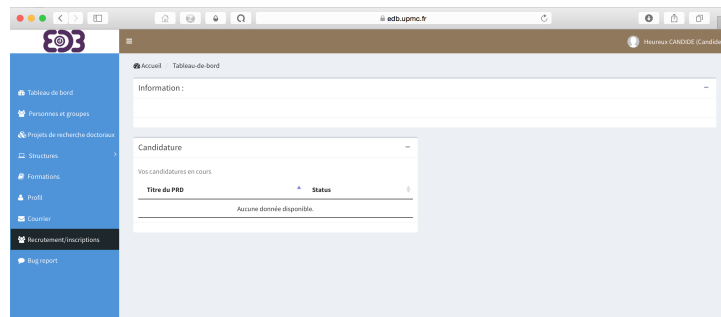 edb.upmc.fr
EDB
Heureux CANDIDE (Candide
Accueil / Tableau-de-bord
Tableau de bord
Personnes et groupes
Projets de recherche doctoraux
Structures
Formations
Profil
Courrier
Recrutement/inscriptions
Bug report
Information :
Candidature
Vos candidatures en cours
Titre du PRD Status
Aucune donnée disponible.